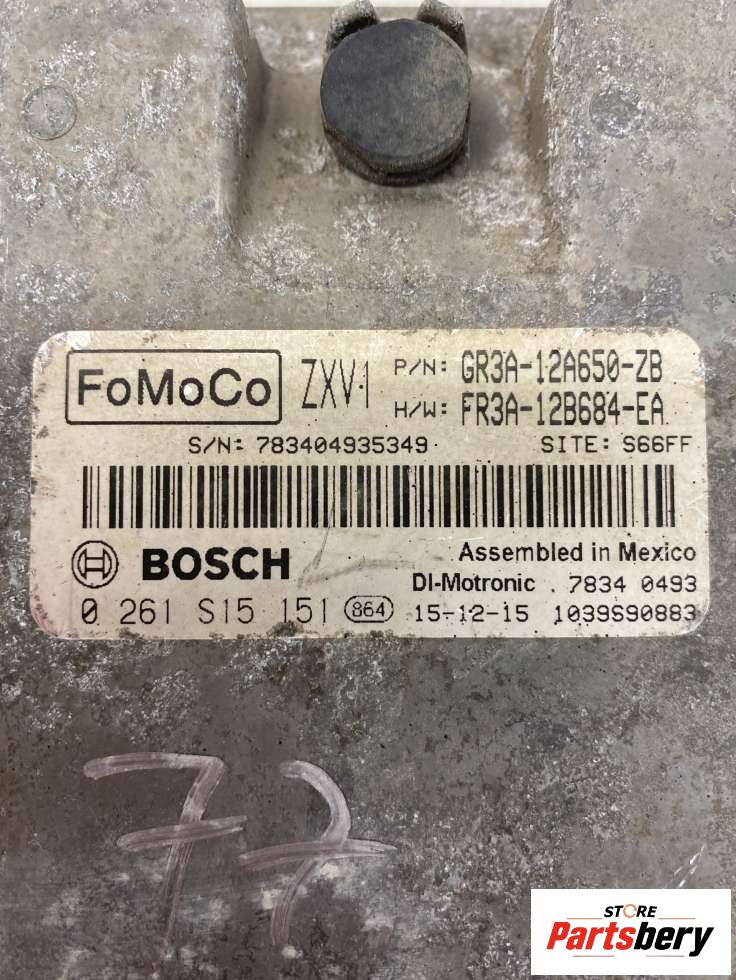 FoMoCo ZXV1 P/N: GR3A-12A650-ZB
H/W: FR3A-12B684-EA
S/N: 783404935349 SITE: S66FF
BOSCH Assembled in Mexico
DI-Motronic 7834 0493
0 261 S15 151 864 15-12-15 1039S90883
77
STORE
Partsbery